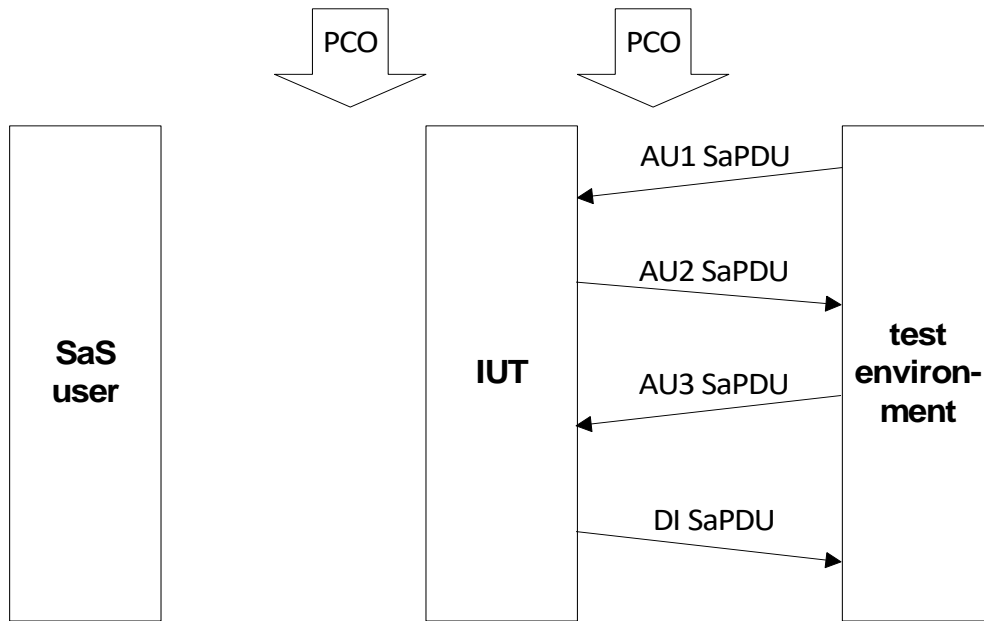 PCO
PCO
AU1 SaPDU
AU2 SaPDU
SaS
user
IUT
test
environ-
ment
AU3 SaPDU
DI SaPDU